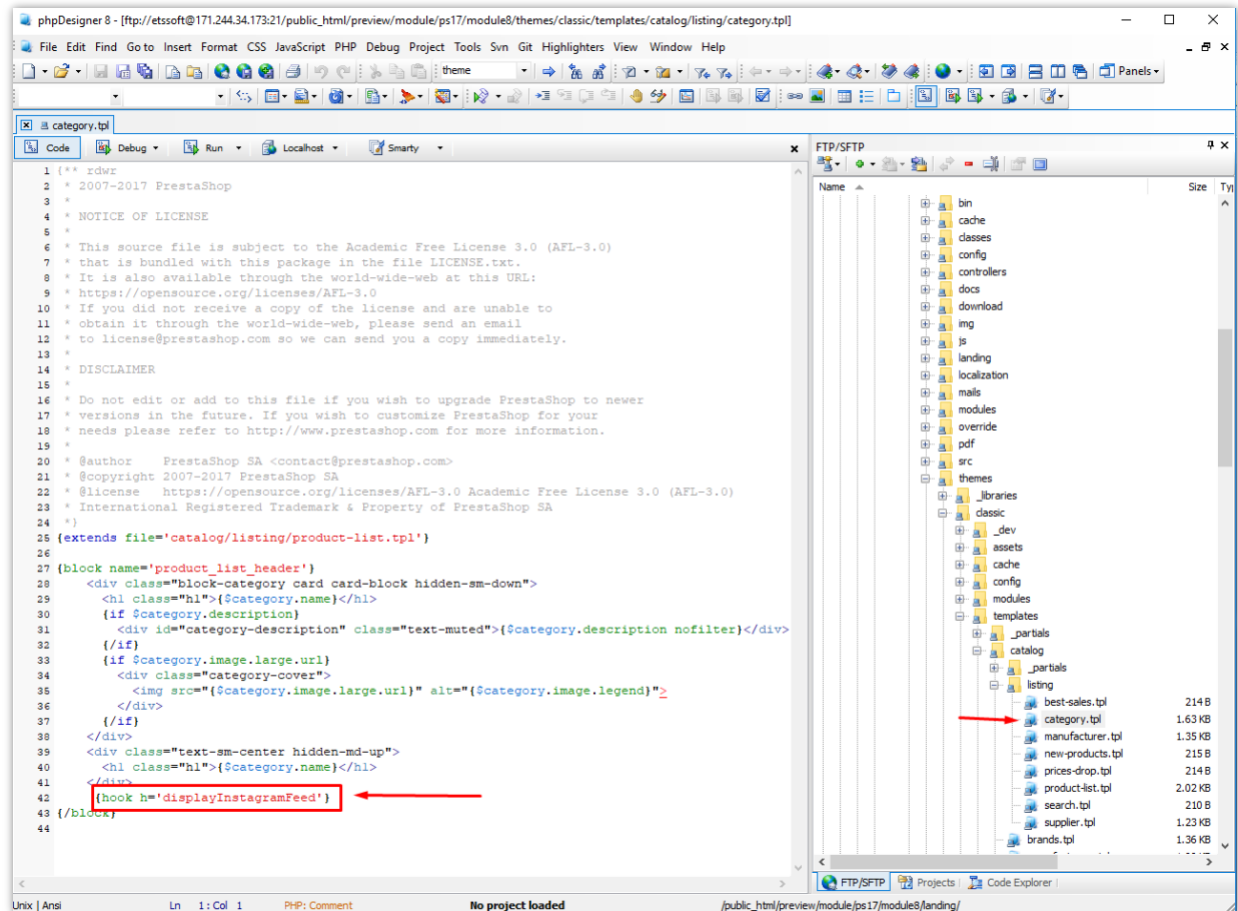 phpDesigner 8 - [ftp://etssoft@171.244.34.173:21/public_html/preview/module/ps17/module8/themes/classic/templates/catalog/listing/category.tpl]
File Edit Find Go to Insert Format CSS JavaScript PHP Debug Project Tools Svn Git Highlighters View Window Help
theme
Panels
category.tpl
Code Debug Run Localhost Smarty
1 {** rdwr
2 * 2007-2017 PrestaShop
3 *
4 * NOTICE OF LICENSE
5 *
6 * This source file is subject to the Academic Free License 3.0 (AFL-3.0)
7 * that is bundled with this package in the file LICENSE.txt.
8 * It is also available through the world-wide-web at this URL:
9 * https://opensource.org/licenses/AFL-3.0
10 * If you did not receive a copy of the license and are unable to
11 * obtain it through the world-wide-web, please send an email
12 * to license@prestashop.com so we can send you a copy immediately.
13 *
14 * DISCLAIMER
15 *
16 * Do not edit or add to this file if you wish to upgrade PrestaShop to newer
17 * versions in the future. If you wish to customize PrestaShop for your
18 * needs please refer to http://www.prestashop.com for more information.
19 *
20 * @author    PrestaShop SA <contact@prestashop.com>
21 * @copyright 2007-2017 PrestaShop SA
22 * @license   https://opensource.org/licenses/AFL-3.0 Academic Free License 3.0 (AFL-3.0)
23 * International Registered Trademark & Property of PrestaShop SA
24 *}
25 {extends file='catalog/listing/product-list.tpl'}
26
27 {block name='product_list_header'}
28 <div class="block-category card card-block hidden-sm-down">
29 <h1 class="h1">{$category.name}</h1>
30 {if $category.description}
31 <div id="category-description" class="text-muted">{$category.description nofilter}</div>
32 {/if}
33 {if $category.image.large.url}
34 <div class="category-cover">
35 <img src="{$category.image.large.url}" alt="{$category.image.legend}">
36 </div>
37 {/if}
38 </div>
39 <div class="text-sm-center hidden-md-up">
40 <h1 class="h1">{$category.name}</h1>
41 </div>
42 {hook h='displayInstagramFeed'}
43 {/block}
44
FTP/SFTP
Name Size Typ
bin
cache
classes
config
controllers
docs
download
img
js
landing
localization
mails
modules
override
pdf
src
themes
_libraries
classic
_dev
assets
cache
config
modules
templates
_partials
catalog
_partials
listing
best-sales.tpl 214 B
category.tpl 1.63 KB
manufacturer.tpl 1.35 KB
new-products.tpl 215 B
prices-drop.tpl 214 B
product-list.tpl 2.02 KB
search.tpl 210 B
supplier.tpl 1.23 KB
brands.tpl 1.36 KB
FTP/SFTP Projects Code Explorer
Unix | Ansi Ln 1 : Col 1 PHP: Comment No project loaded /public_html/preview/module/ps17/module8/landing/